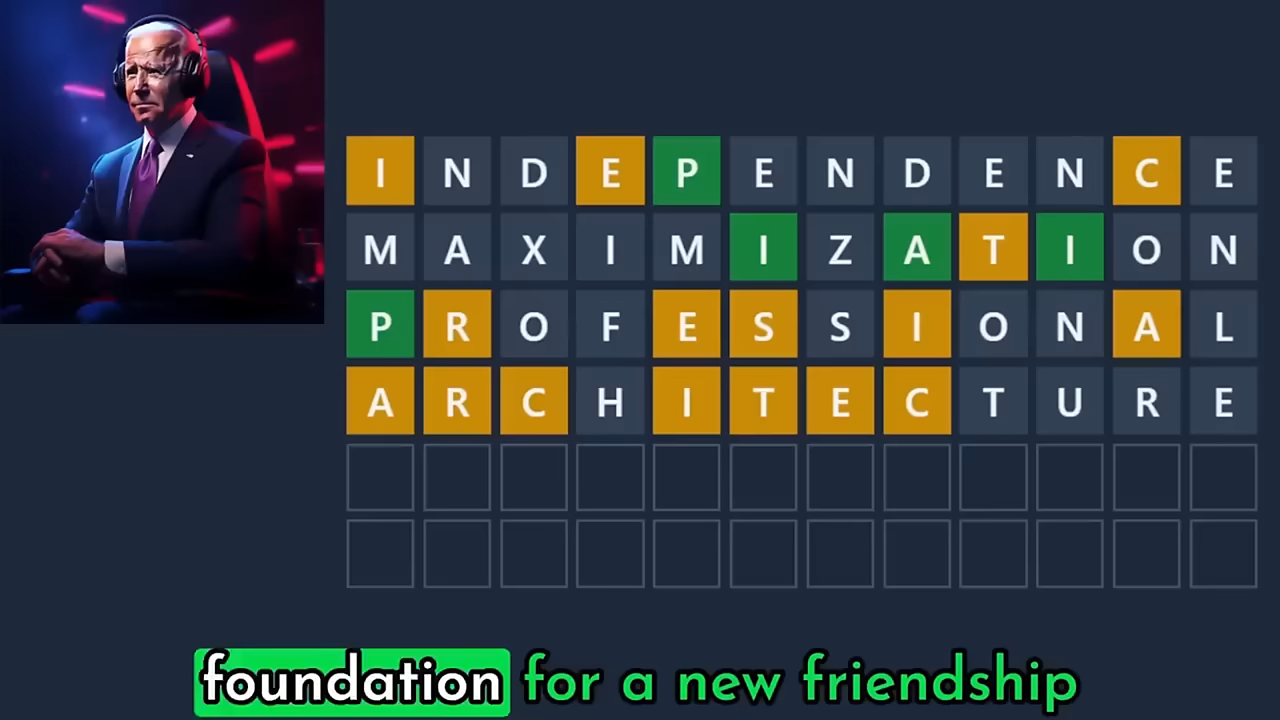 INDEPENDENCE
MAXIMIZATION
PROFESSIONAL
ARCHITECTURE
foundation for a new friendship